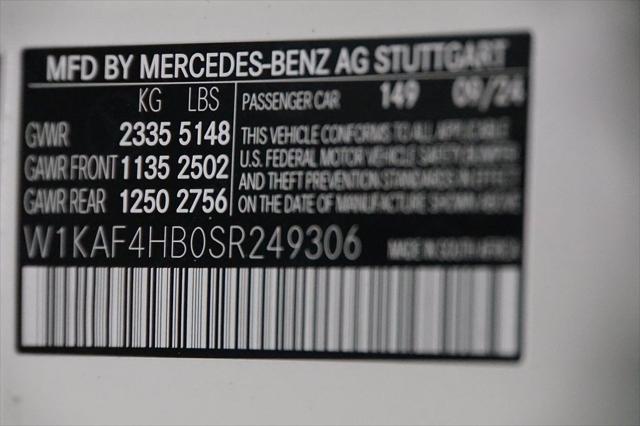 MFD BY MERCEDES-BENZ AG STUTTGART
KG LBS PASSENGER CAR 149 09/24
GVWR 2335 5148 THIS VEHICLE CONFORMS TO ALL APPLICABLE
GAWR FRONT 1135 2502 U.S. FEDERAL MOTOR VEHICLE SAFETY BUMPER
GAWR REAR 1250 2756 AND THEFT PREVENTION STANDARDS IN EFFECT
ON THE DATE OF MANUFACTURE SHOWN ABOVE
W1KAF4HB0SR249306 MADE IN SOUTH AFRICA